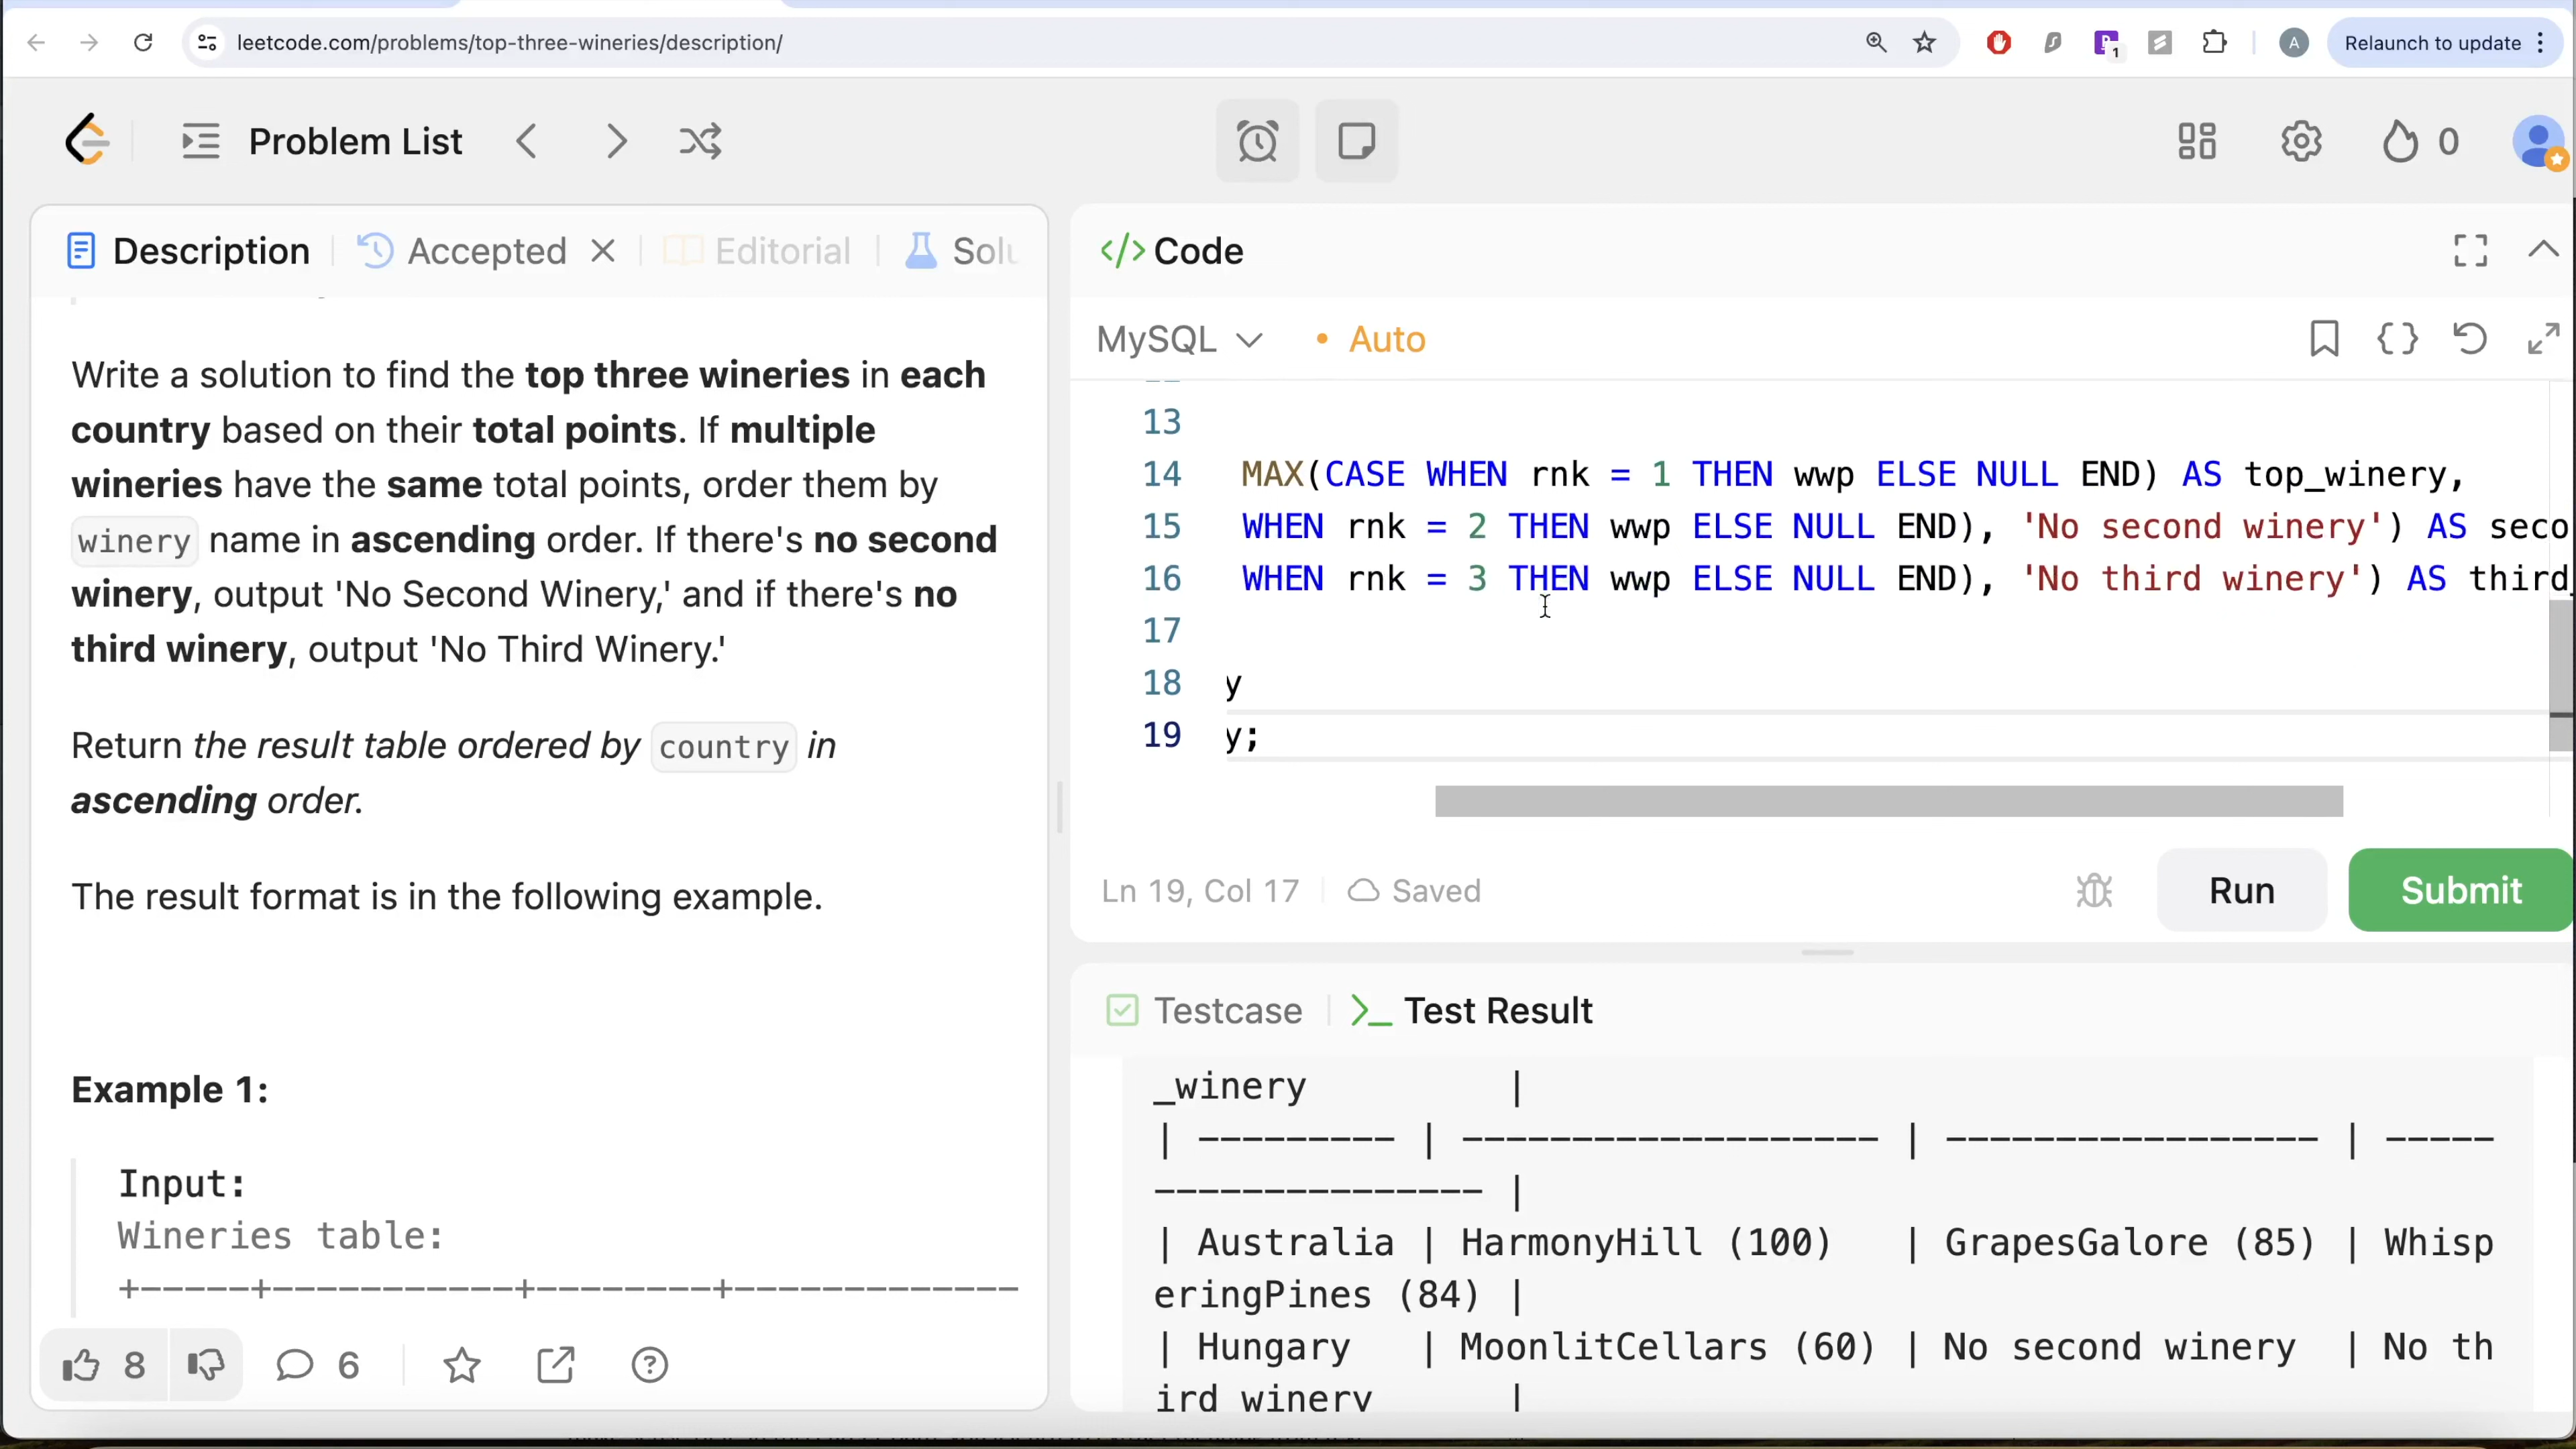 leetcode.com/problems/top-three-wineries/description/
1
A
Relaunch to update
Problem List
0
Description
Accepted
Editorial
Solu
Write a solution to find the top three wineries in each
country based on their total points. If multiple
wineries have the same total points, order them by
winery name in ascending order. If there's no second
winery, output 'No Second Winery,' and if there's no
third winery, output 'No Third Winery.'
Return the result table ordered by country in
ascending order.
The result format is in the following example.
Example 1:
Input:
Wineries table:
+-----+-----------+--------+-------------
8
6
</> Code
MySQL
Auto
13
14 MAX(CASE WHEN rnk = 1 THEN wwp ELSE NULL END) AS top_winery,
15 WHEN rnk = 2 THEN wwp ELSE NULL END), 'No second winery') AS seco
16 WHEN rnk = 3 THEN wwp ELSE NULL END), 'No third winery') AS third_
17
18 y
19 y;
Ln 19, Col 17
Saved
Run
Submit
Testcase
Test Result
_winery |
| --------- | ------------------- | ----------------- | -----
--------------- |
| Australia | HarmonyHill (100) | GrapesGalore (85) | Whisp
eringPines (84) |
| Hungary | MoonlitCellars (60) | No second winery | No th
ird winery |